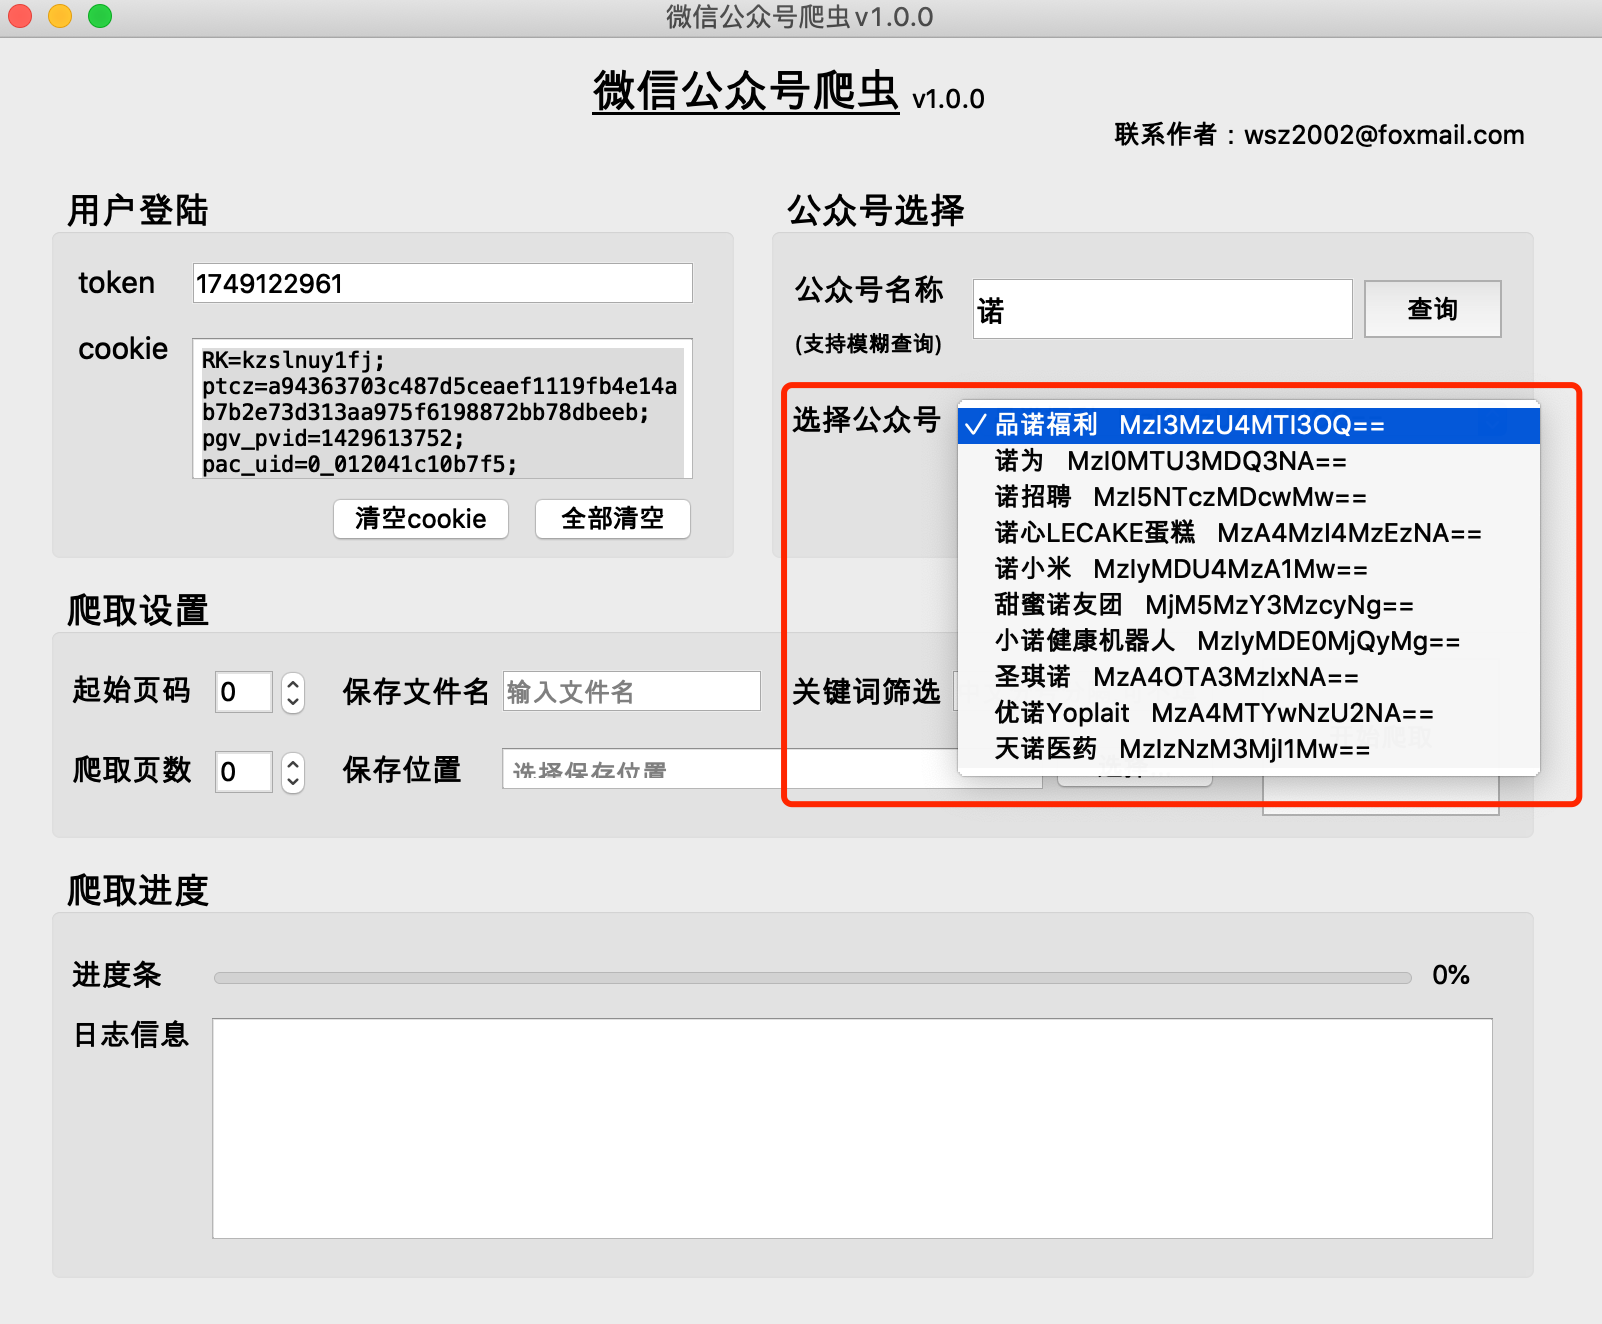 微信公众号爬虫v1.0.0
微信公众号爬虫 v1.0.0
联系作者：wsz2002@foxmail.com
用户登陆
token
1749122961
cookie
RK=kzslnuy1fj;
ptcz=a94363703c487d5ceaef1119fb4e14a
b7b2e73d313aa975f6198872bb78dbeeb;
pgv_pvid=1429613752;
pac_uid=0_012041c10b7f5;
清空cookie
全部清空
公众号选择
公众号名称
(支持模糊查询)
诺
查询
选择公众号
✓ 品诺福利 MzI3MzU4MTI3OQ==
诺为 MzI0MTU3MDQ3NA==
诺招聘 MzI5NTczMDcwMw==
诺心LECAKE蛋糕 MzA4MzI4MzEzNA==
诺小米 MzIyMDU4MzA1Mw==
甜蜜诺友团 MjM5MzY3MzcyNg==
小诺健康机器人 MzIyMDE0MjQyMg==
圣琪诺 MzA4OTA3MzIxNA==
优诺Yoplait MzA4MTYwNzU2NA==
天诺医药 MzIzNzM3MjI1Mw==
爬取设置
起始页码
0
保存文件名
输入文件名
关键词筛选
爬取页数
0
保存位置
选择保存位置
开始爬取
爬取进度
进度条
0%
日志信息